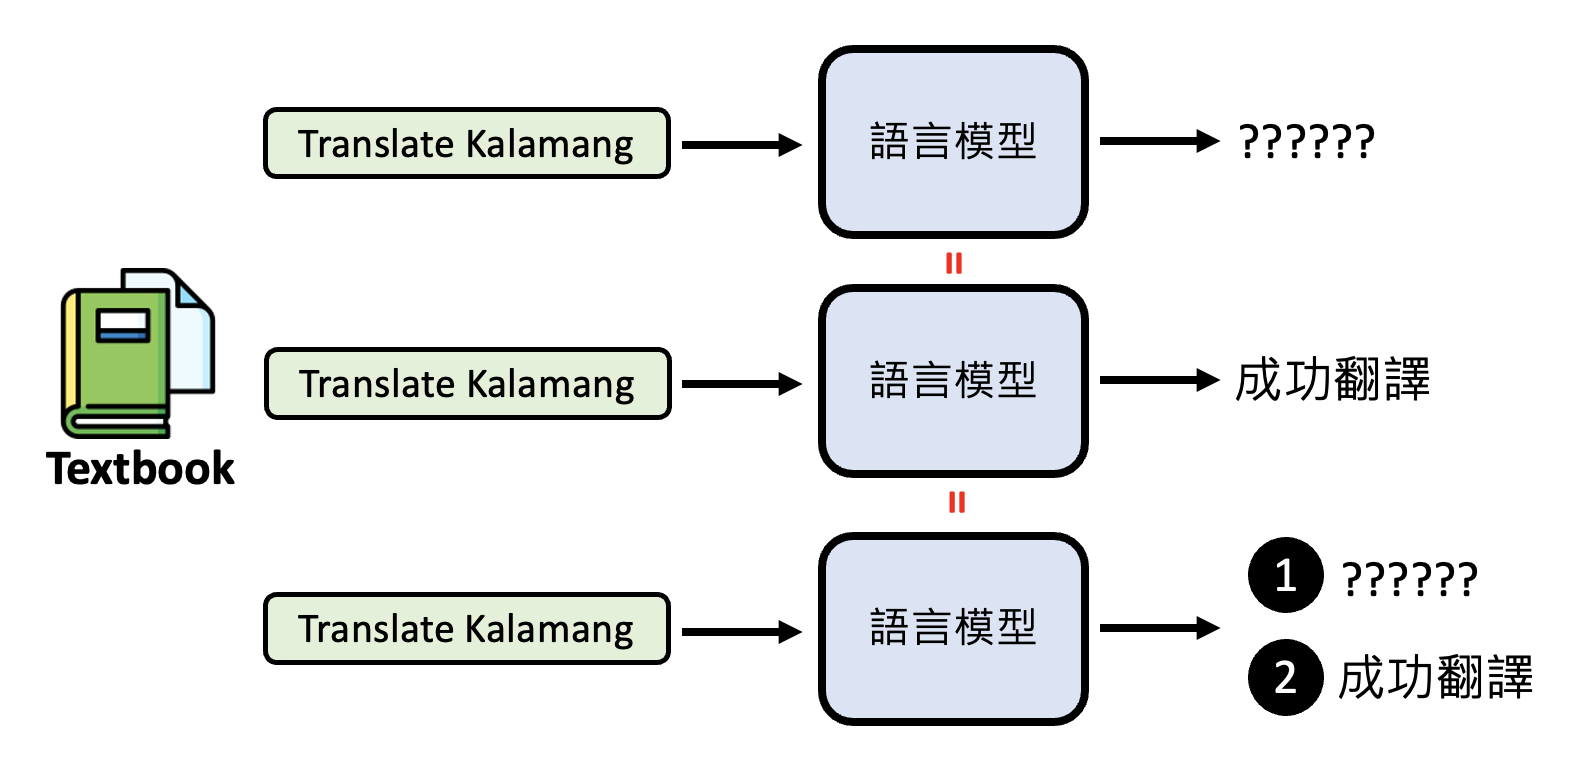 Translate Kalamang
語言模型
??????
=
Textbook
Translate Kalamang
語言模型
成功翻譯
=
Translate Kalamang
語言模型
1 ??????
2 成功翻譯